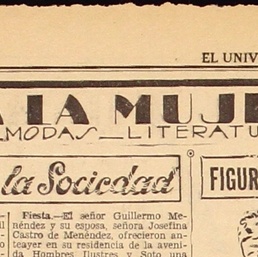 EL UNIV
A LA MUJE
MODAS LITERATU
la Sociedad
FIGUR
Fiesta.—El señor Guillermo Me-
néndez y su esposa, señora Josefina
Castro de Menéndez, ofrecieron an-
teayer en su residencia de la aveni-
da Hombres Ilustres y Soto una